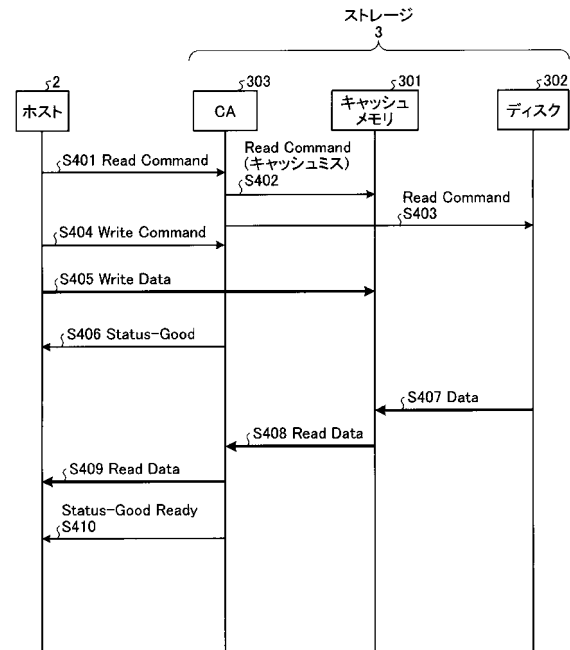 ストレージ
3
2
303
301
302
ホスト
CA
キャッシュ
メモリ
ディスク
S401 Read Command
Read Command
(キャッシュミス)
S402
Read Command
S403
S404 Write Command
S405 Write Data
S406 Status-Good
S407 Data
S408 Read Data
S409 Read Data
Status-Good Ready
S410